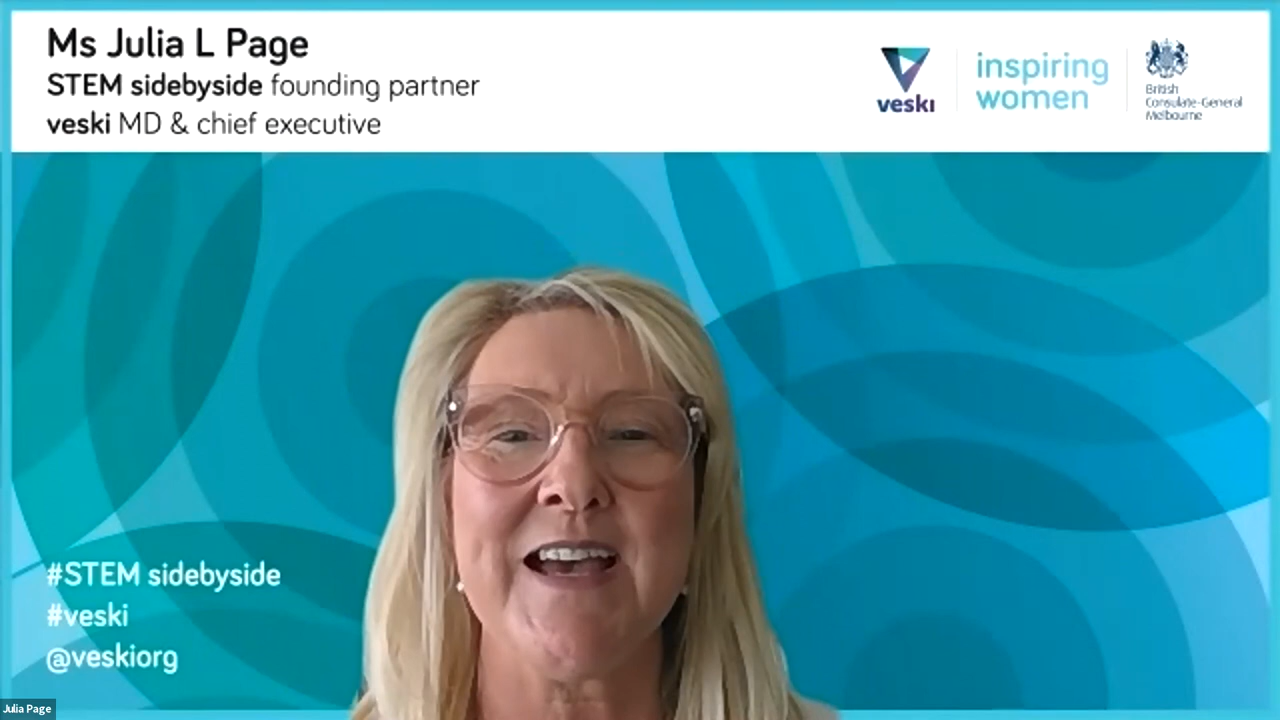 Ms Julia L Page
STEM sidebyside founding partner
veski MD & chief executive
veski
inspiring
women
British
Consulate-General
Melbourne
#STEM sidebyside
#veski
@veskiorg
Julia Page